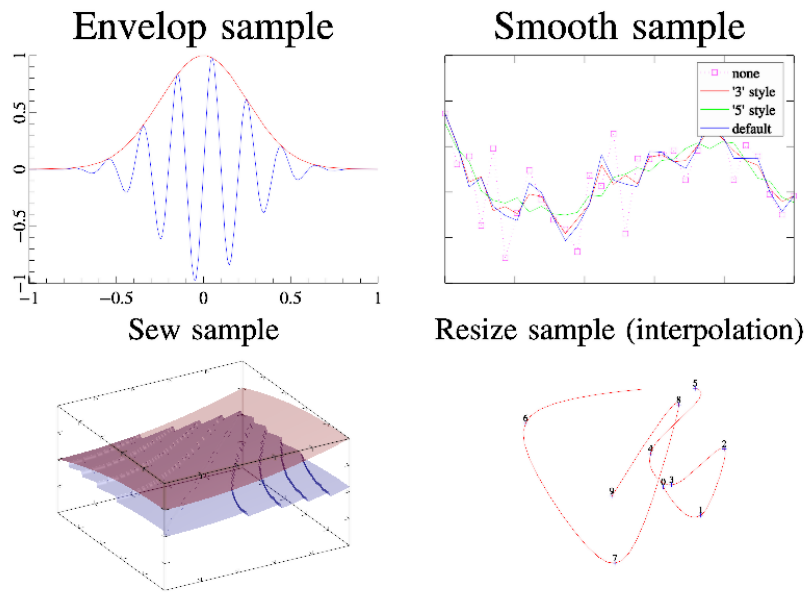 Envelop sample
Smooth sample
1
0.5
0
−0.5
−1
−1
−0.5
0
0.5
1
none
'3' style
'5' style
default
Sew sample
Resize sample (interpolation)
5
8
6
2
4
3
0
9
1
7